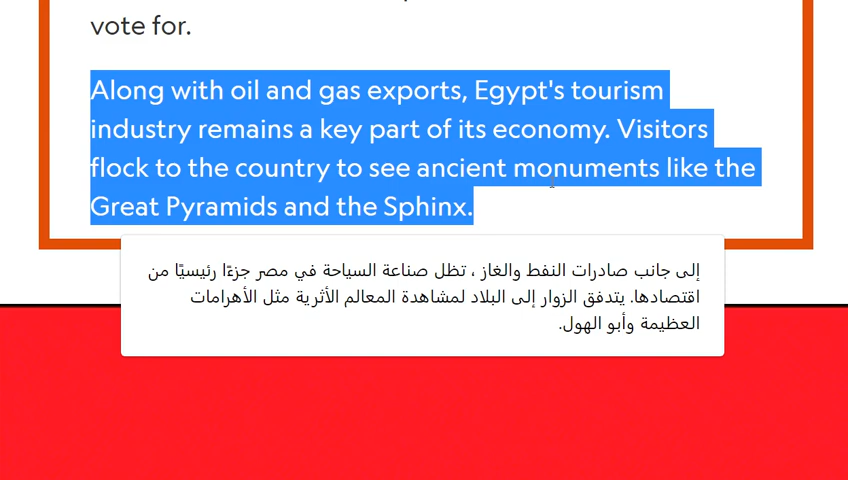 vote for.
Along with oil and gas exports, Egypt's tourism
industry remains a key part of its economy. Visitors
flock to the country to see ancient monuments like the
Great Pyramids and the Sphinx.
إلى جانب صادرات النفط والغاز ، تظل صناعة السياحة في مصر جزءًا رئيسيًا من
اقتصادها. يتدفق الزوار إلى البلاد لمشاهدة المعالم الأثرية مثل الأهرامات
العظيمة وأبو الهول.